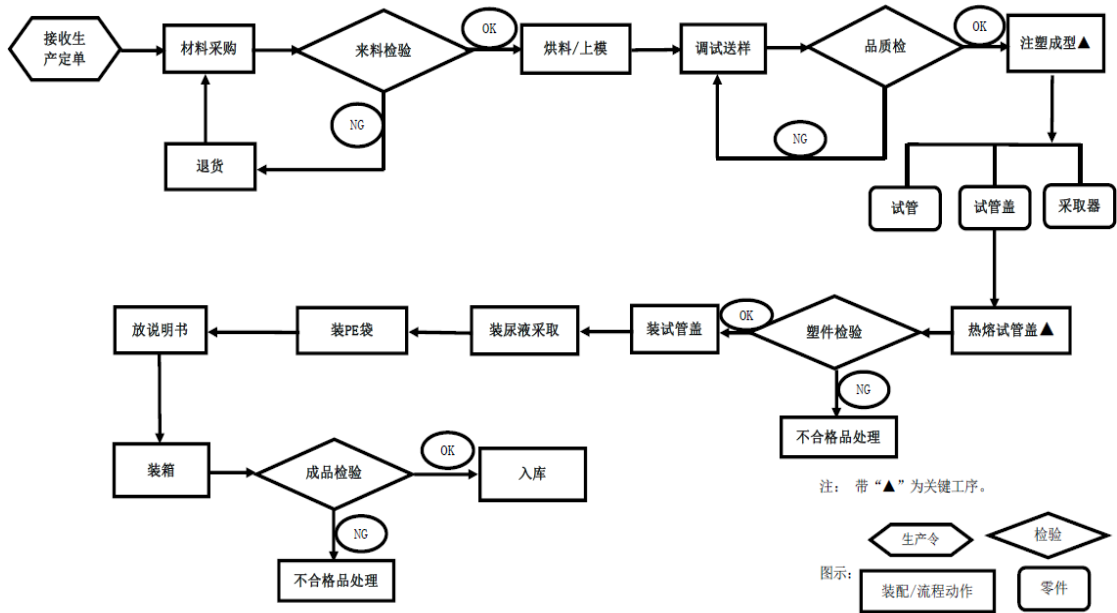 接收生
产定单
材料采购
来料检验
OK
烘料/上模
调试送样
品质检
OK
注塑成型▲
NG
NG
退货
试管
试管盖
采取器
放说明书
装PE袋
装尿液采取
装试管盖
OK
塑件检验
热熔试管盖▲
NG
不合格品处理
装箱
成品检验
OK
入库
NG
不合格品处理
注： 带“▲”为关键工序。
生产令
检验
图示：
装配/流程动作
零件